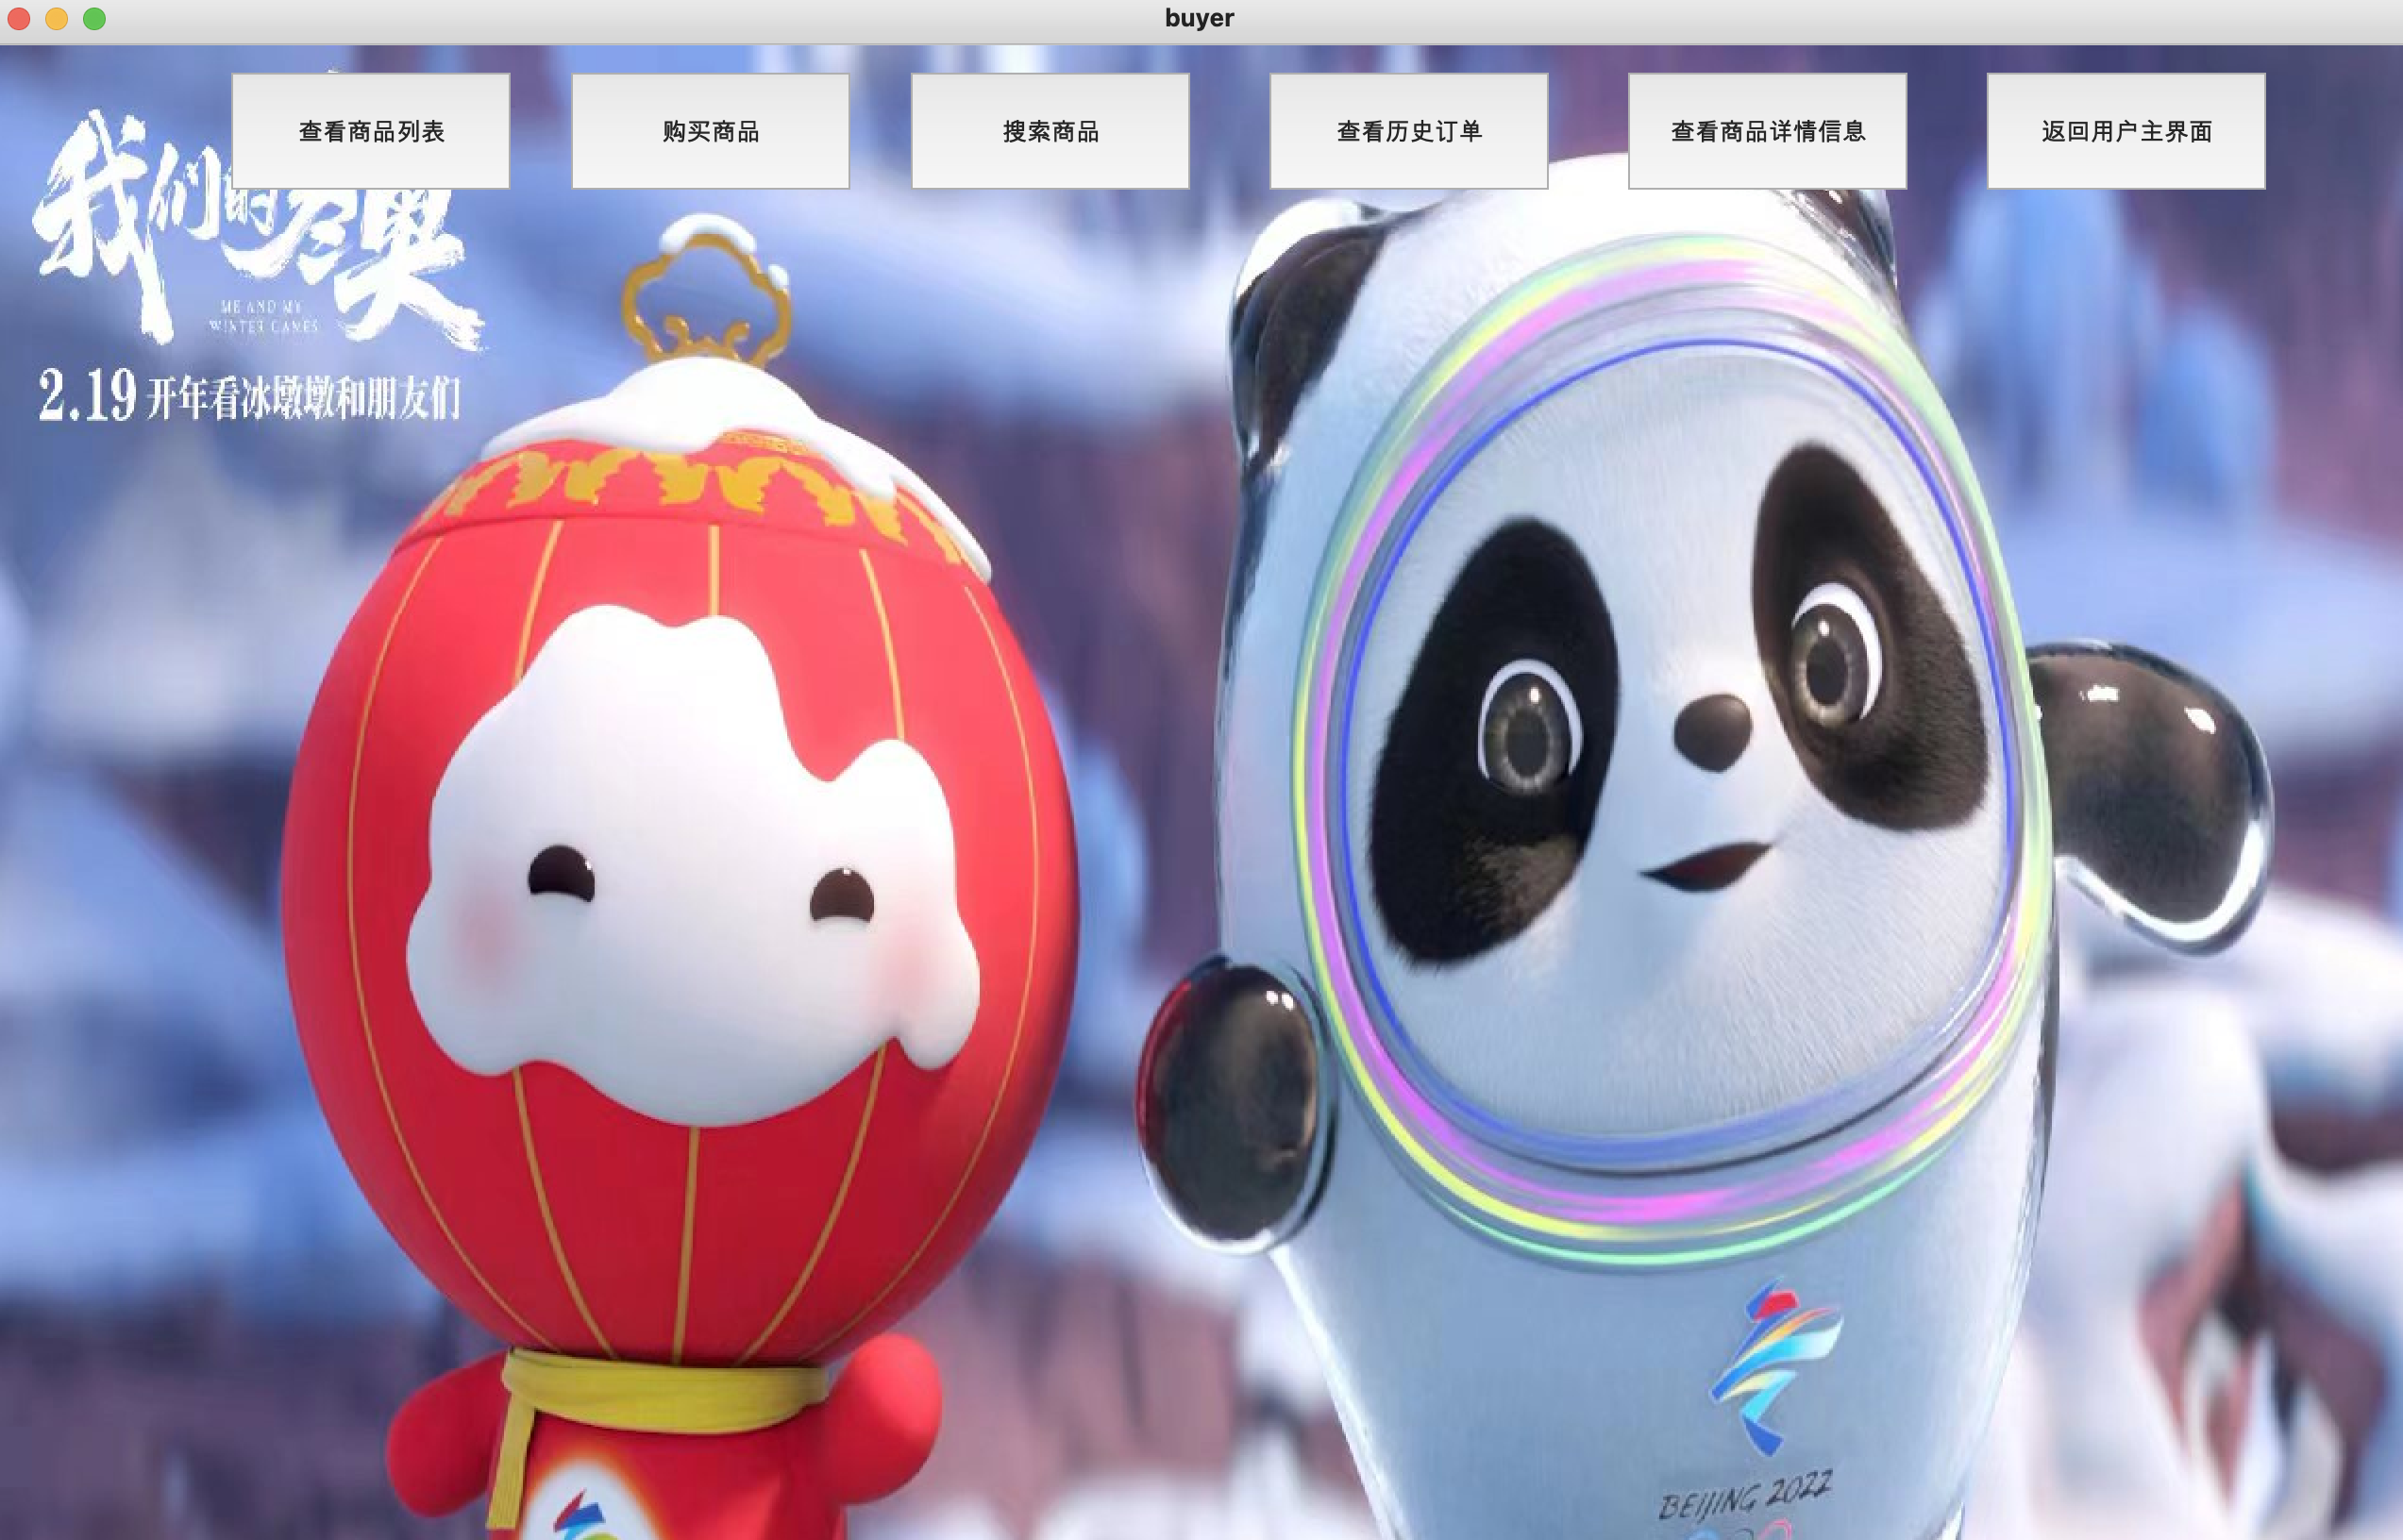 buyer
查看商品列表
购买商品
搜索商品
查看历史订单
查看商品详情信息
返回用户主界面
我们的冬奥
ME AND MY
WINTER GAMES
2.19 开年看冰墩墩和朋友们
BEIJING 2022